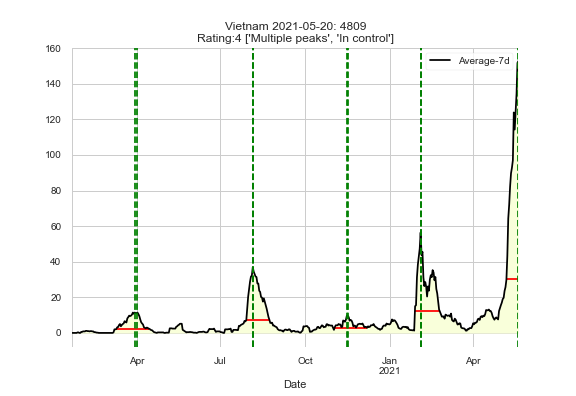 Vietnam 2021-05-20: 4809
Rating:4 ['Multiple peaks', 'In control']
Average-7d
160
140
120
100
80
60
40
20
0
Apr
Jul
Oct
Jan
2021
Apr
Date